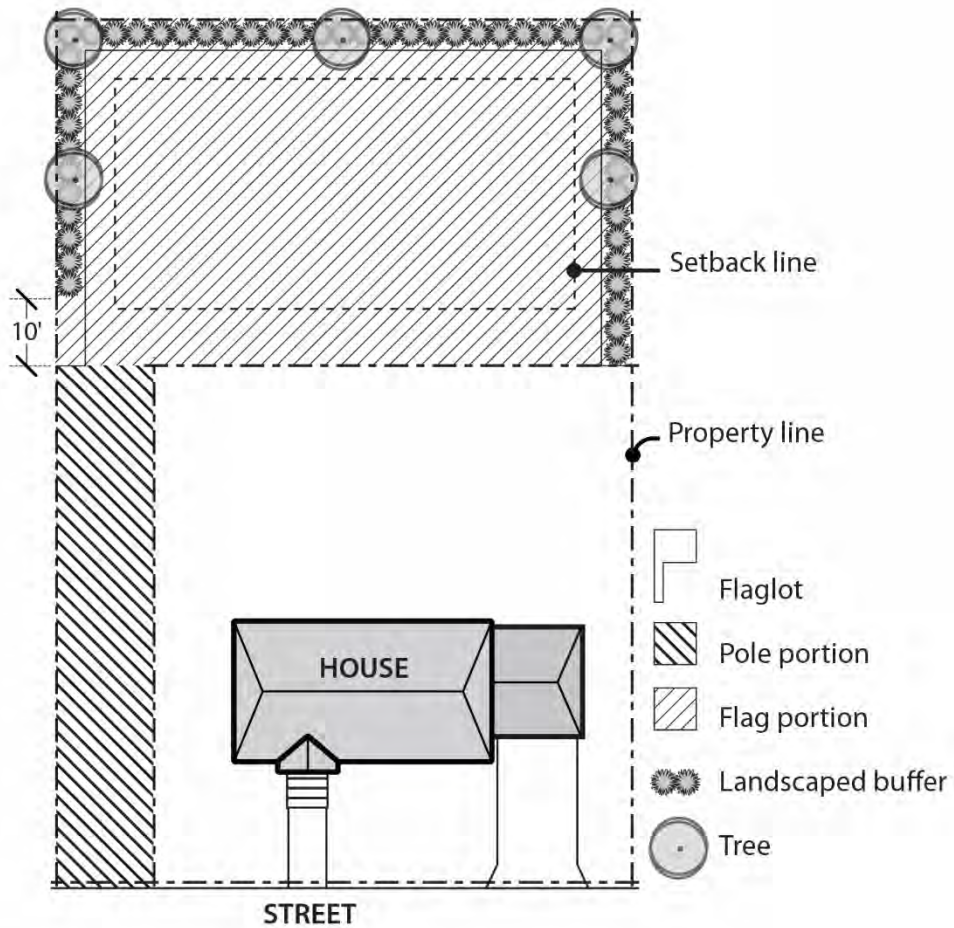 Setback line
10'
Property line
Flaglot
Pole portion
HOUSE
Flag portion
Landscaped buffer
Tree
STREET